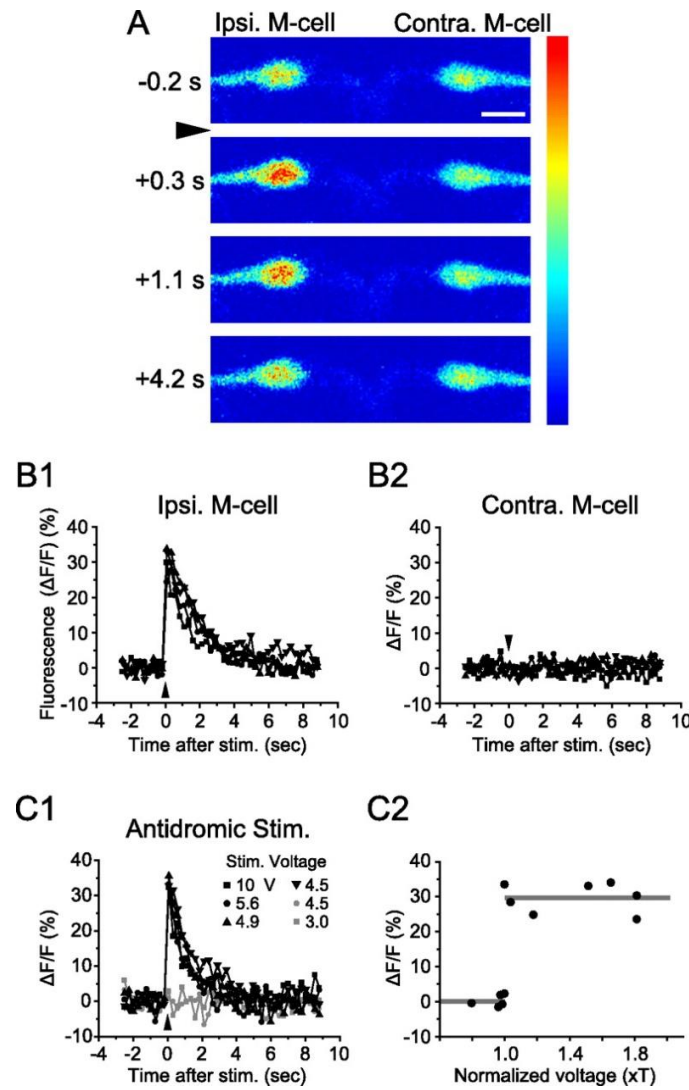 A
Ipsi. M-cell Contra. M-cell
-0.2 s
+0.3 s
+1.1 s
+4.2 s
B1
Ipsi. M-cell
Fluorescence (ΔF/F) (%)
40
30
20
10
0
-10
-4 -2 0 2 4 6 8 10
Time after stim. (sec)
B2
Contra. M-cell
ΔF/F (%)
40
30
20
10
0
-10
-4 -2 0 2 4 6 8 10
Time after stim. (sec)
C1
Antidromic Stim.
Stim. Voltage
10 V 4.5
5.6 4.5
4.9 3.0
ΔF/F (%)
40
30
20
10
0
-10
-4 -2 0 2 4 6 8 10
Time after stim. (sec)
C2
ΔF/F (%)
40
30
20
10
0
-10
1.0 1.4 1.8
Normalized voltage (xT)